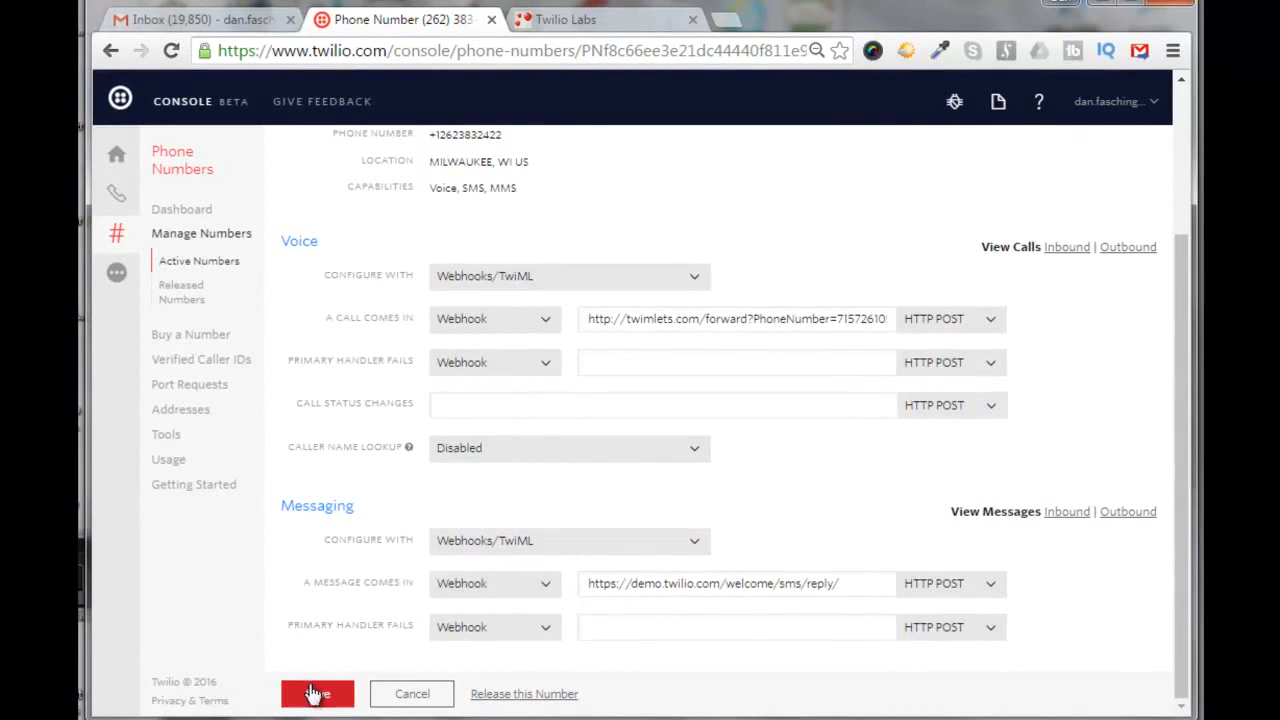 Inbox (19,850) - dan.fasch
Phone Number (262) 383-
Twilio Labs
https://www.twilio.com/console/phone-numbers/PNf8c66ee3e21dc44440f811e9
CONSOLE BETA GIVE FEEDBACK
? dan.fasching...
Phone
Numbers
Dashboard
Manage Numbers
Active Numbers
Released
Numbers
Buy a Number
Verified Caller IDs
Port Requests
Addresses
Tools
Usage
Getting Started
Twilio © 2016
Privacy & Terms
PHONE NUMBER +12623832422
LOCATION MILWAUKEE, WI US
CAPABILITIES Voice, SMS, MMS
Voice View Calls Inbound | Outbound
CONFIGURE WITH Webhooks/TwiML
A CALL COMES IN Webhook http://twimlets.com/forward?PhoneNumber=71572610 HTTP POST
PRIMARY HANDLER FAILS Webhook HTTP POST
CALL STATUS CHANGES HTTP POST
CALLER NAME LOOKUP ? Disabled
Messaging View Messages Inbound | Outbound
CONFIGURE WITH Webhooks/TwiML
A MESSAGE COMES IN Webhook https://demo.twilio.com/welcome/sms/reply/ HTTP POST
PRIMARY HANDLER FAILS Webhook HTTP POST
Cancel Release this Number